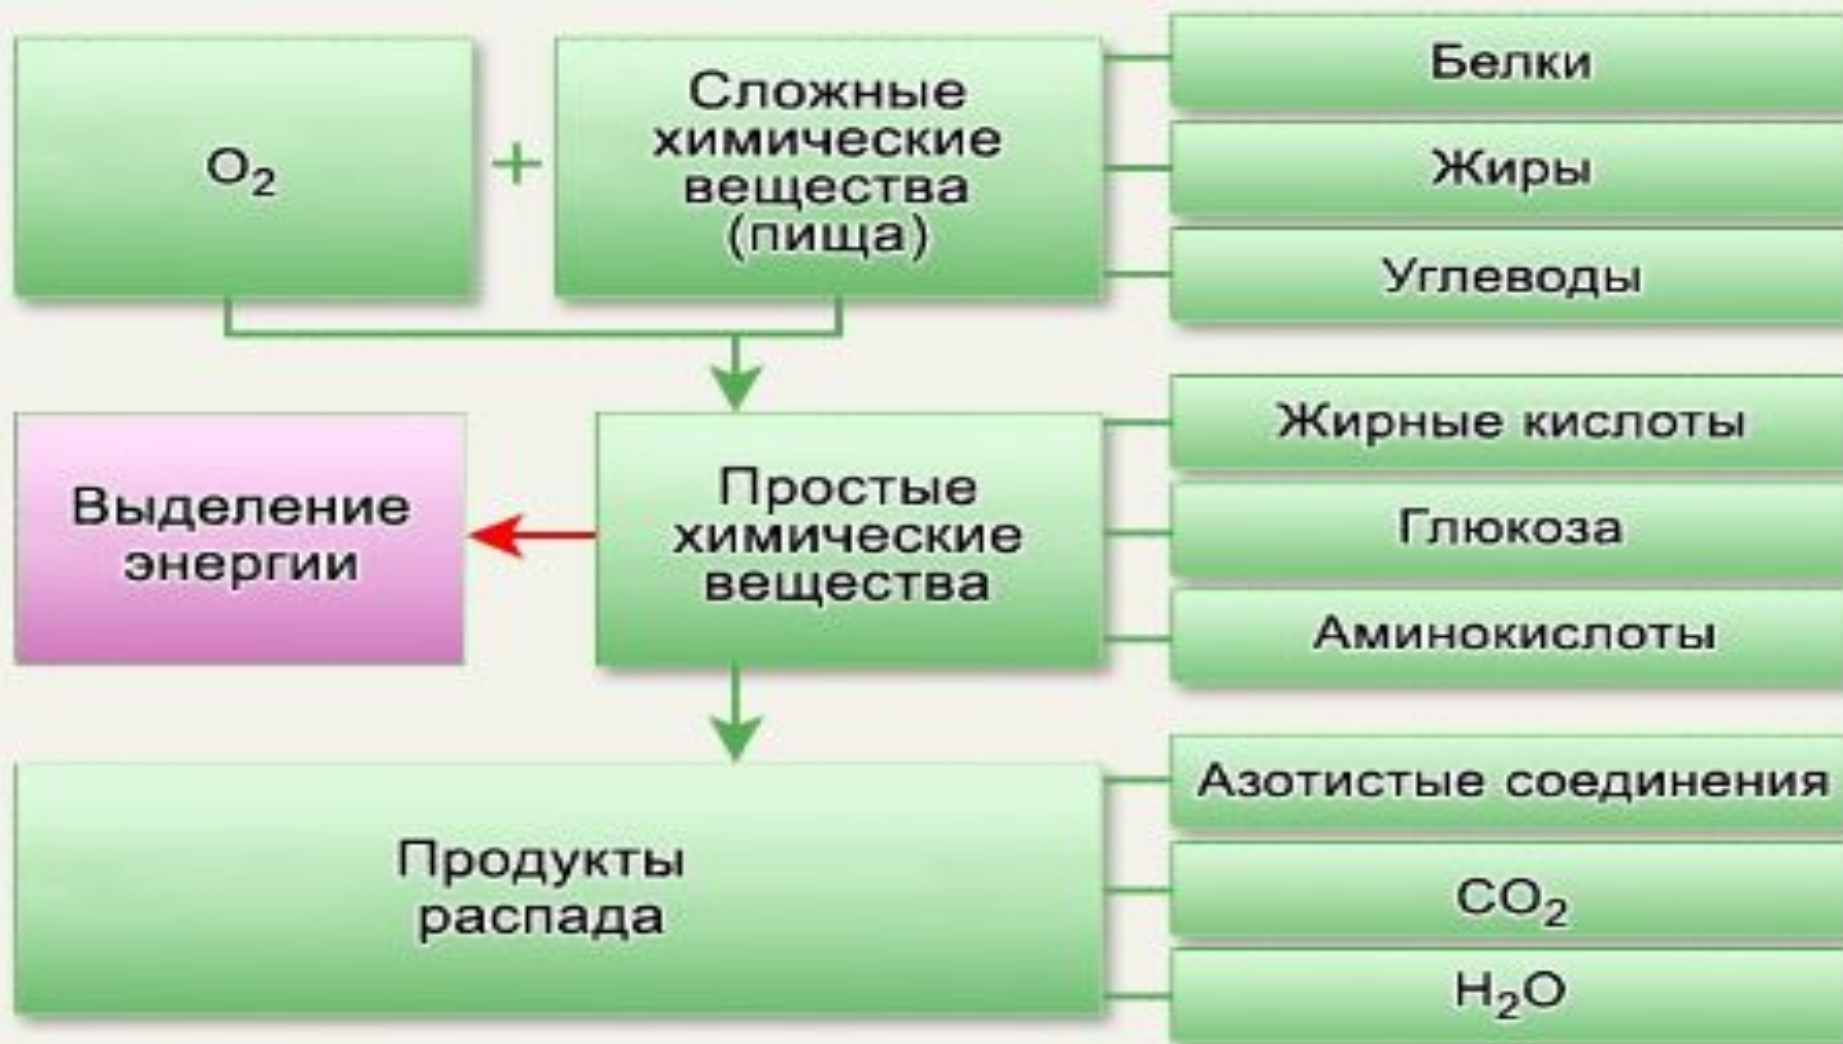 O₂
+
Сложные
химические
вещества
(пища)
Белки
Жиры
Углеводы
Выделение
энергии
Простые
химические
вещества
Жирные кислоты
Глюкоза
Аминокислоты
Продукты
распада
Азотистые соединения
CO₂
H₂O